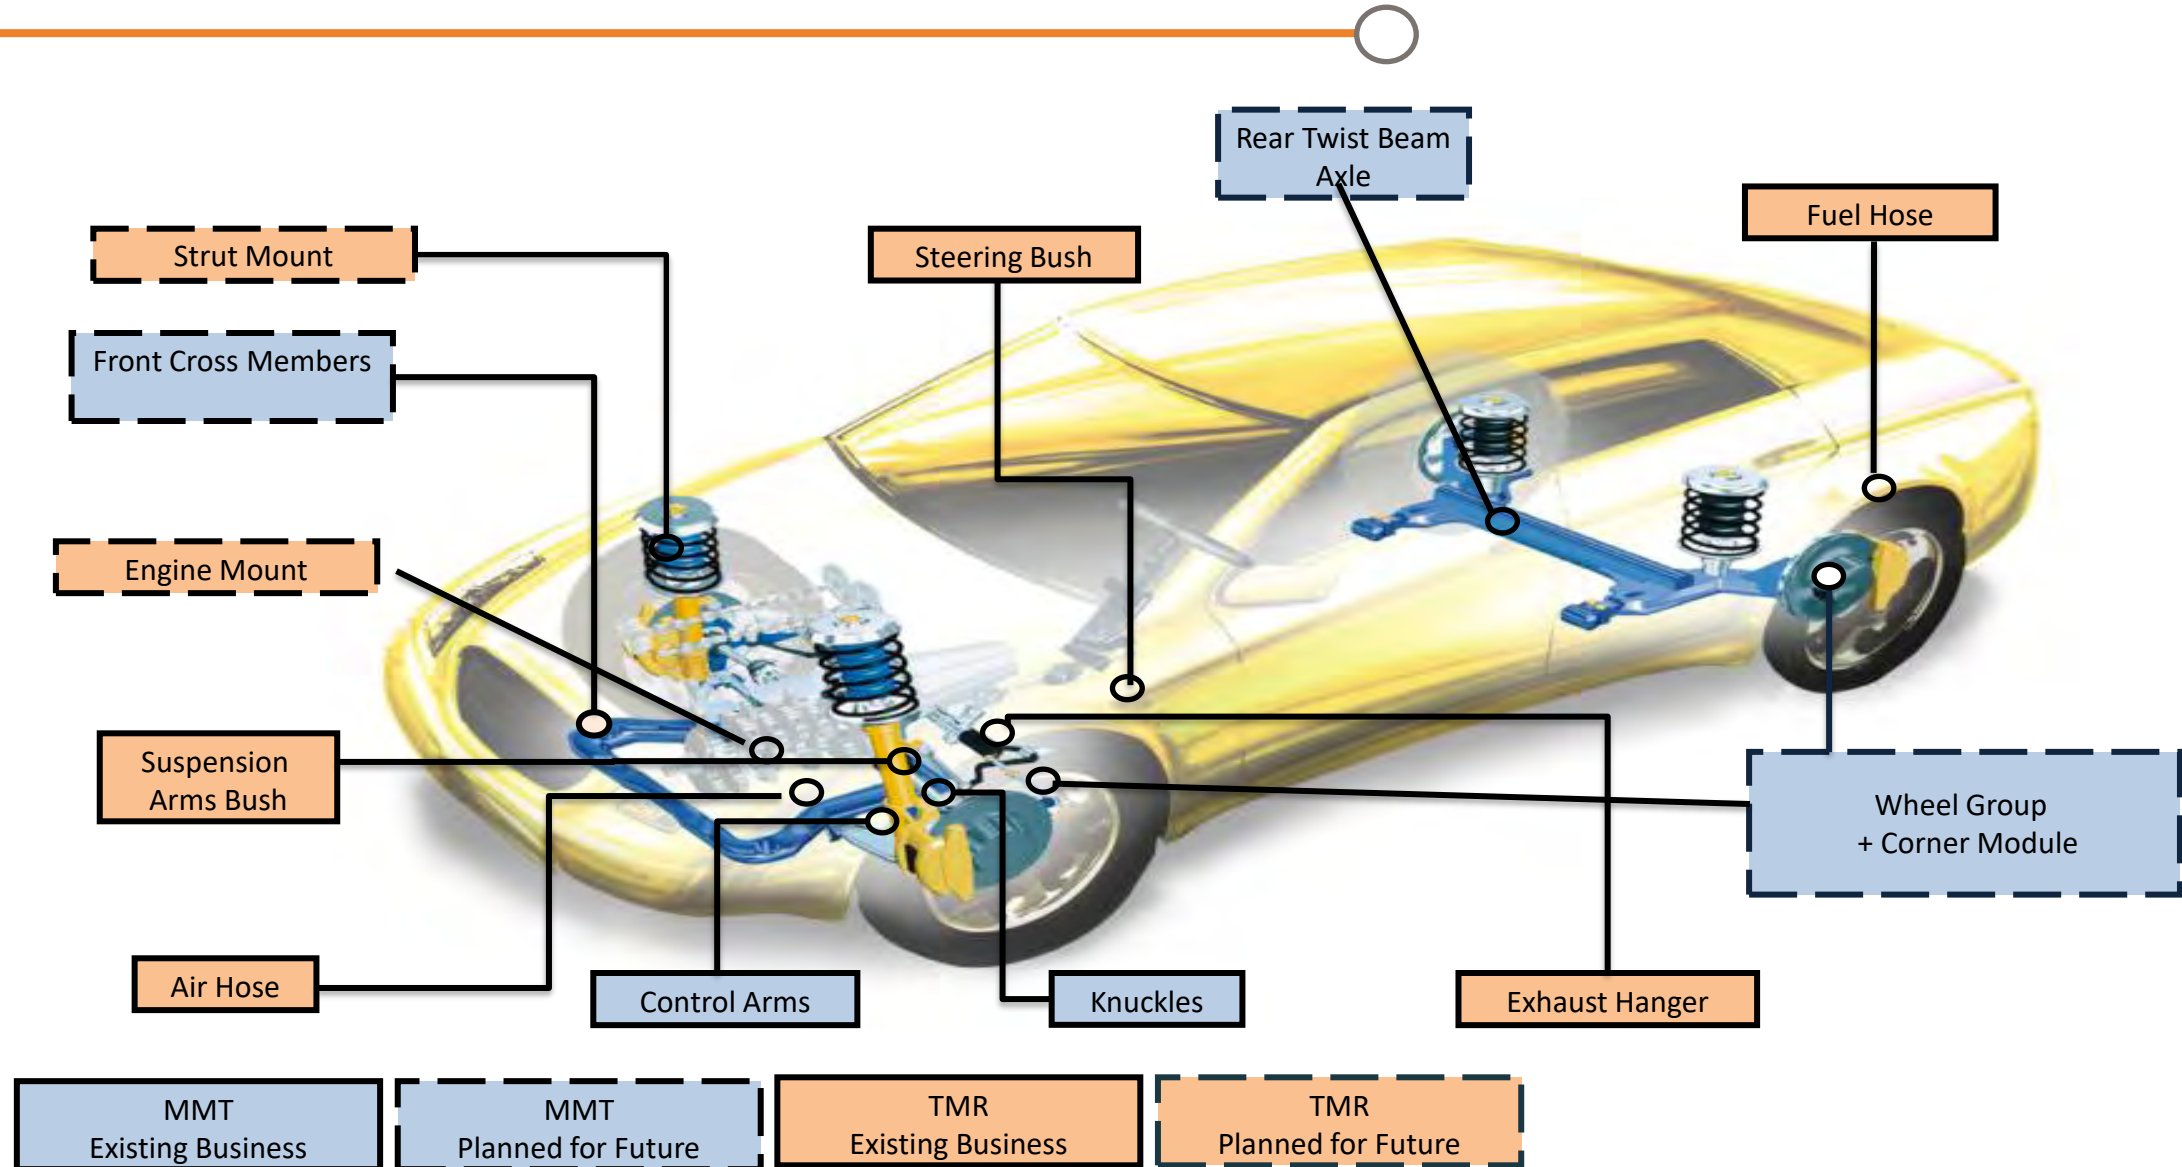 Rear Twist Beam
Axle
Fuel Hose
Strut Mount
Steering Bush
Front Cross Members
Engine Mount
Suspension
Arms Bush
Wheel Group
+ Corner Module
Air Hose
Control Arms
Knuckles
Exhaust Hanger
MMT
Existing Business
MMT
Planned for Future
TMR
Existing Business
TMR
Planned for Future